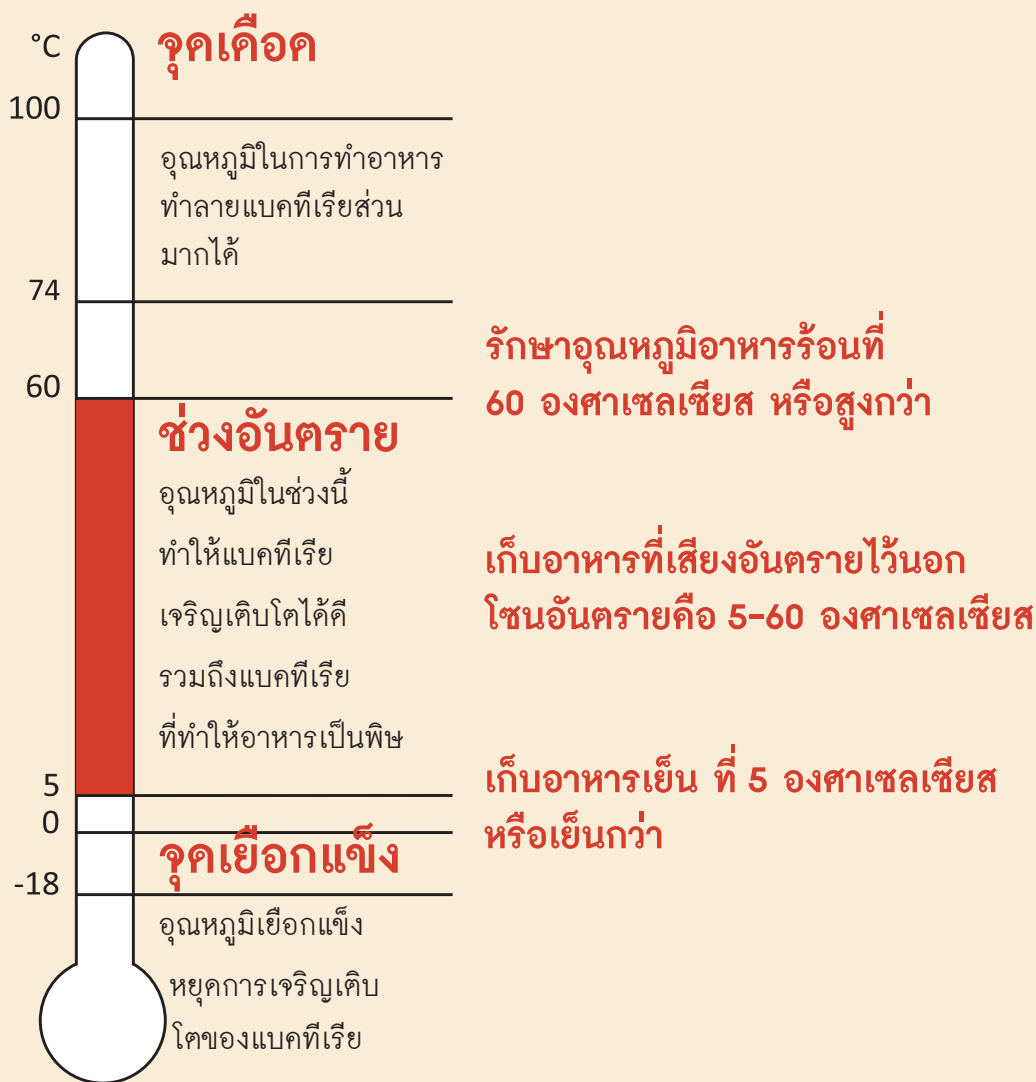 °C
จุดเดือด
100
อุณหภูมิในการทำอาหาร
ทำลายแบคทีเรียส่วน
มากได้
74
รักษาอุณหภูมิอาหารร้อนที่
60 องศาเซลเซียส หรือสูงกว่า
60
ช่วงอันตราย
อุณหภูมิในช่วงนี้
ทำให้แบคทีเรีย
เจริญเติบโตได้ดี
รวมถึงแบคทีเรีย
ที่ทำให้อาหารเป็นพิษ
เก็บอาหารที่เสียงอันตรายไว้นอก
โซนอันตรายคือ 5-60 องศาเซลเซียส
5
เก็บอาหารเย็น ที่ 5 องศาเซลเซียส
หรือเย็นกว่า
0
จุดเยือกแข็ง
-18
อุณหภูมิเยือกแข็ง
หยุดการเจริญเติบ
โตของแบคทีเรีย